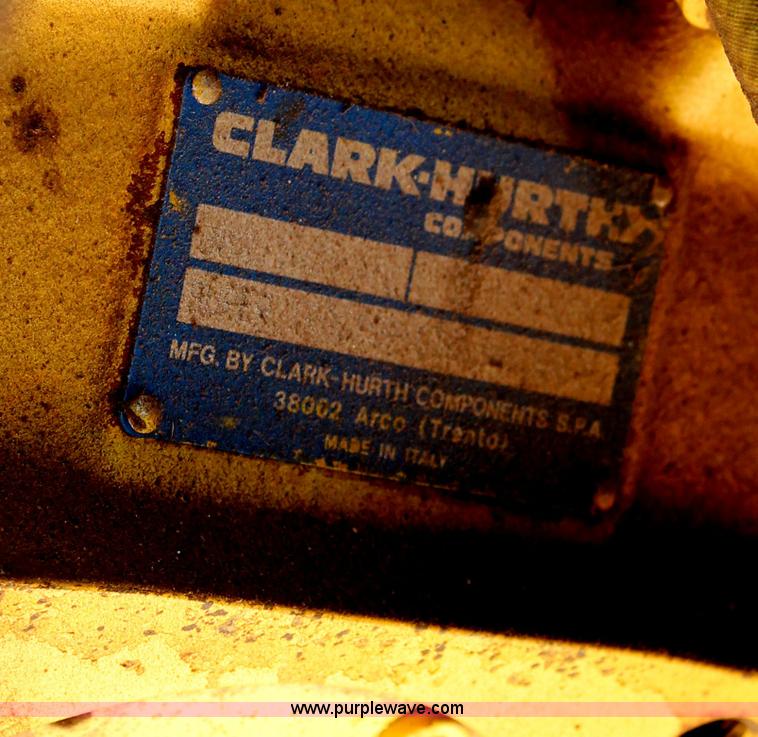 CLARK-HURTH
COMPONENTS
MFG. BY CLARK-HURTH COMPONENTS S.P.A.
38062 Arco (Trento)
MADE IN ITALY
www.purplewave.com